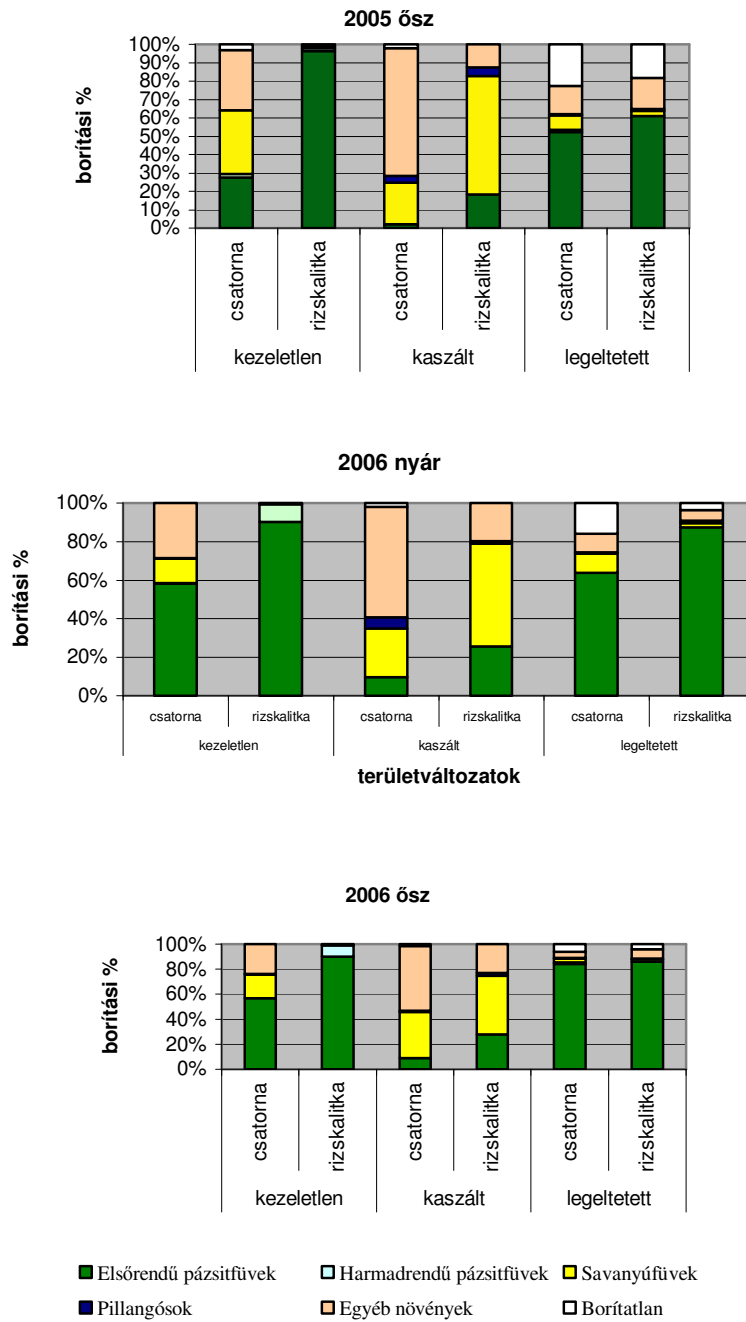 2005 ősz
borítási %
100%
90%
80%
70%
60%
50%
40%
30%
20%
10%
0%
csatorna
rizskalitka
csatorna
rizskalitka
csatorna
rizskalitka
kezeletlen kaszált legeltetett
2006 nyár
borítási %
100%
80%
60%
40%
20%
0%
csatorna rizskalitka csatorna rizskalitka csatorna rizskalitka
kezeletlen kaszált legeltetett
területváltozatok
2006 ősz
borítási %
100%
80%
60%
40%
20%
0%
csatorna
rizskalitka
csatorna
rizskalitka
csatorna
rizskalitka
kezeletlen kaszált legeltetett
Elsőrendű pázsitfüvek Harmadrendű pázsitfüvek Savanyúfüvek
Pillangósok Egyéb növények Borítatlan